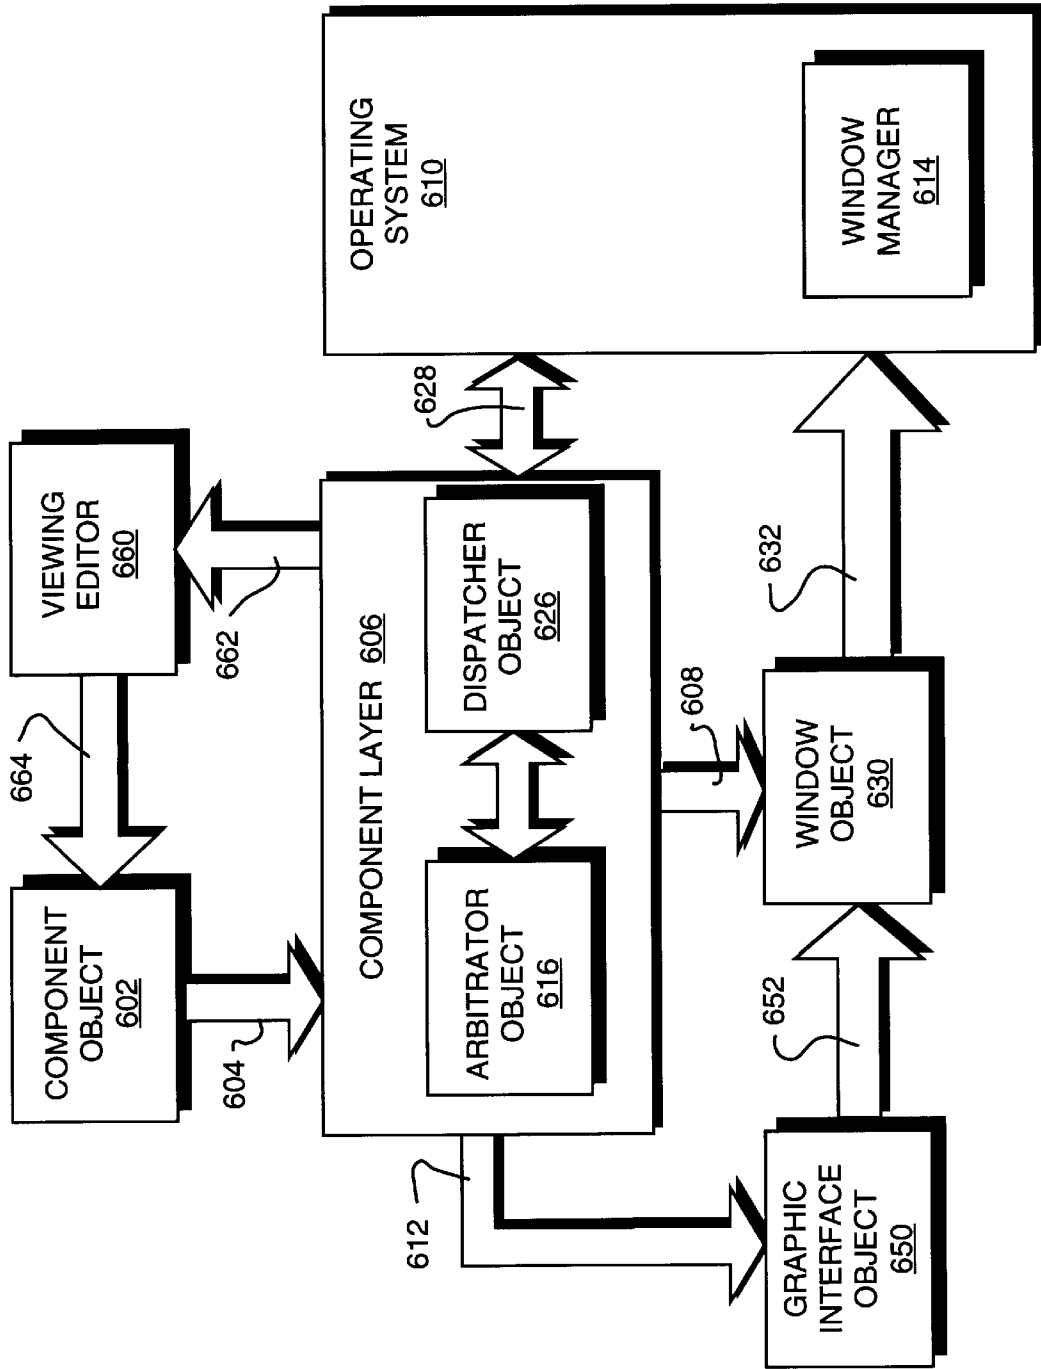 COMPONENT
OBJECT
602
664
VIEWING
EDITOR
660
604
662
COMPONENT LAYER 606
ARBITRATOR
OBJECT
616
DISPATCHER
OBJECT
626
628
OPERATING
SYSTEM
610
612
608
GRAPHIC
INTERFACE
OBJECT
650
652
WINDOW
OBJECT
630
632
WINDOW
MANAGER
614